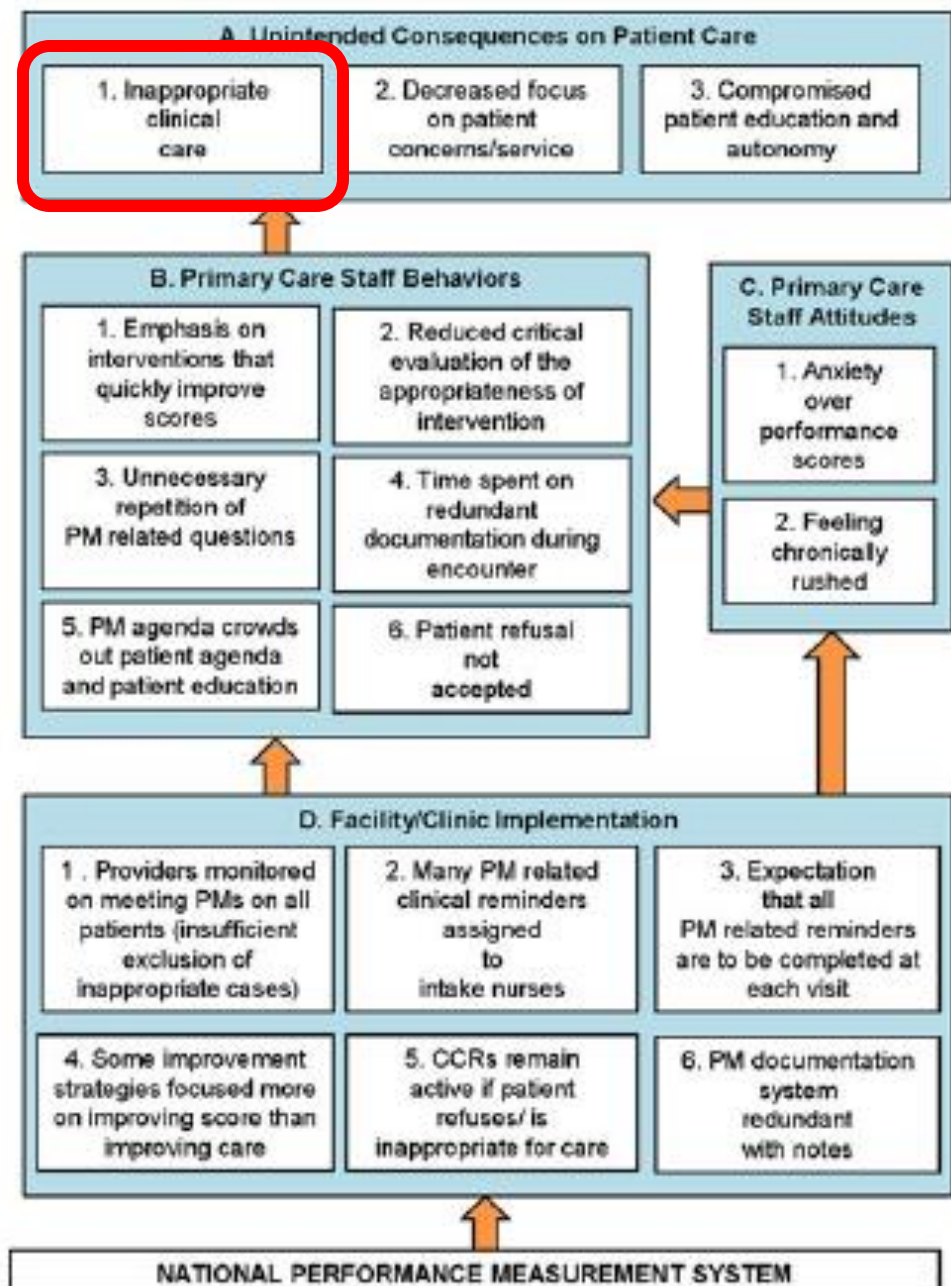 A. Unintended Consequences on Patient Care
1. Inappropriate
clinical
care
2. Decreased focus
on patient
concerns/service
3. Compromised
patient education and
autonomy
B. Primary Care Staff Behaviors
1. Emphasis on
interventions that
quickly improve
scores
2. Reduced critical
evaluation of the
appropriateness of
intervention
3. Unnecessary
repetition of
PM related questions
4. Time spent on
redundant
documentation during
encounter
5. PM agenda crowds
out patient agenda
and patient education
6. Patient refusal
not
accepted
C. Primary Care
Staff Attitudes
1. Anxiety
over
performance
scores
2. Feeling
chronically
rushed
D. Facility/Clinic Implementation
1 . Providers monitored
on meeting PMs on all
patients (insufficient
exclusion of
inappropriate cases)
2. Many PM related
clinical reminders
assigned
to
intake nurses
3. Expectation
that all
PM related reminders
are to be completed at
each visit
4. Some improvement
strategies focused more
on improving score than
improving care
5. CCRs remain
active if patient
refuses/ is
inappropriate for care
6. PM documentation
system
redundant
with notes
NATIONAL PERFORMANCE MEASUREMENT SYSTEM